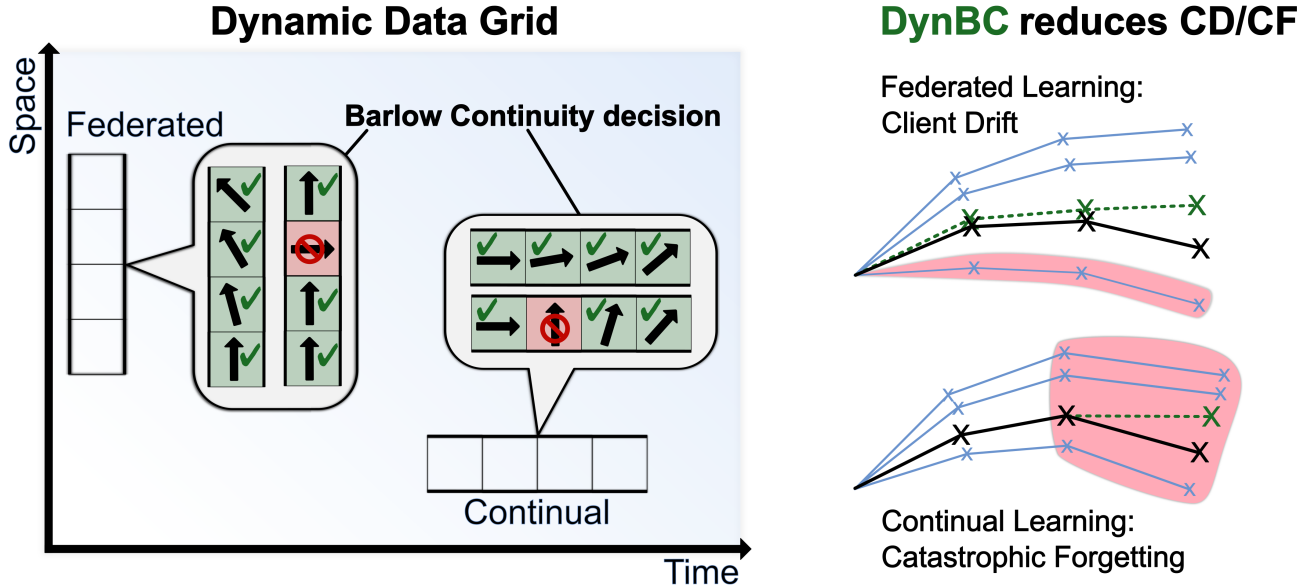 Dynamic Data Grid
Space
Federated
Barlow Continuity decision
Continual
Time
DynBC reduces CD/CF
Federated Learning:
Client Drift
Continual Learning:
Catastrophic Forgetting